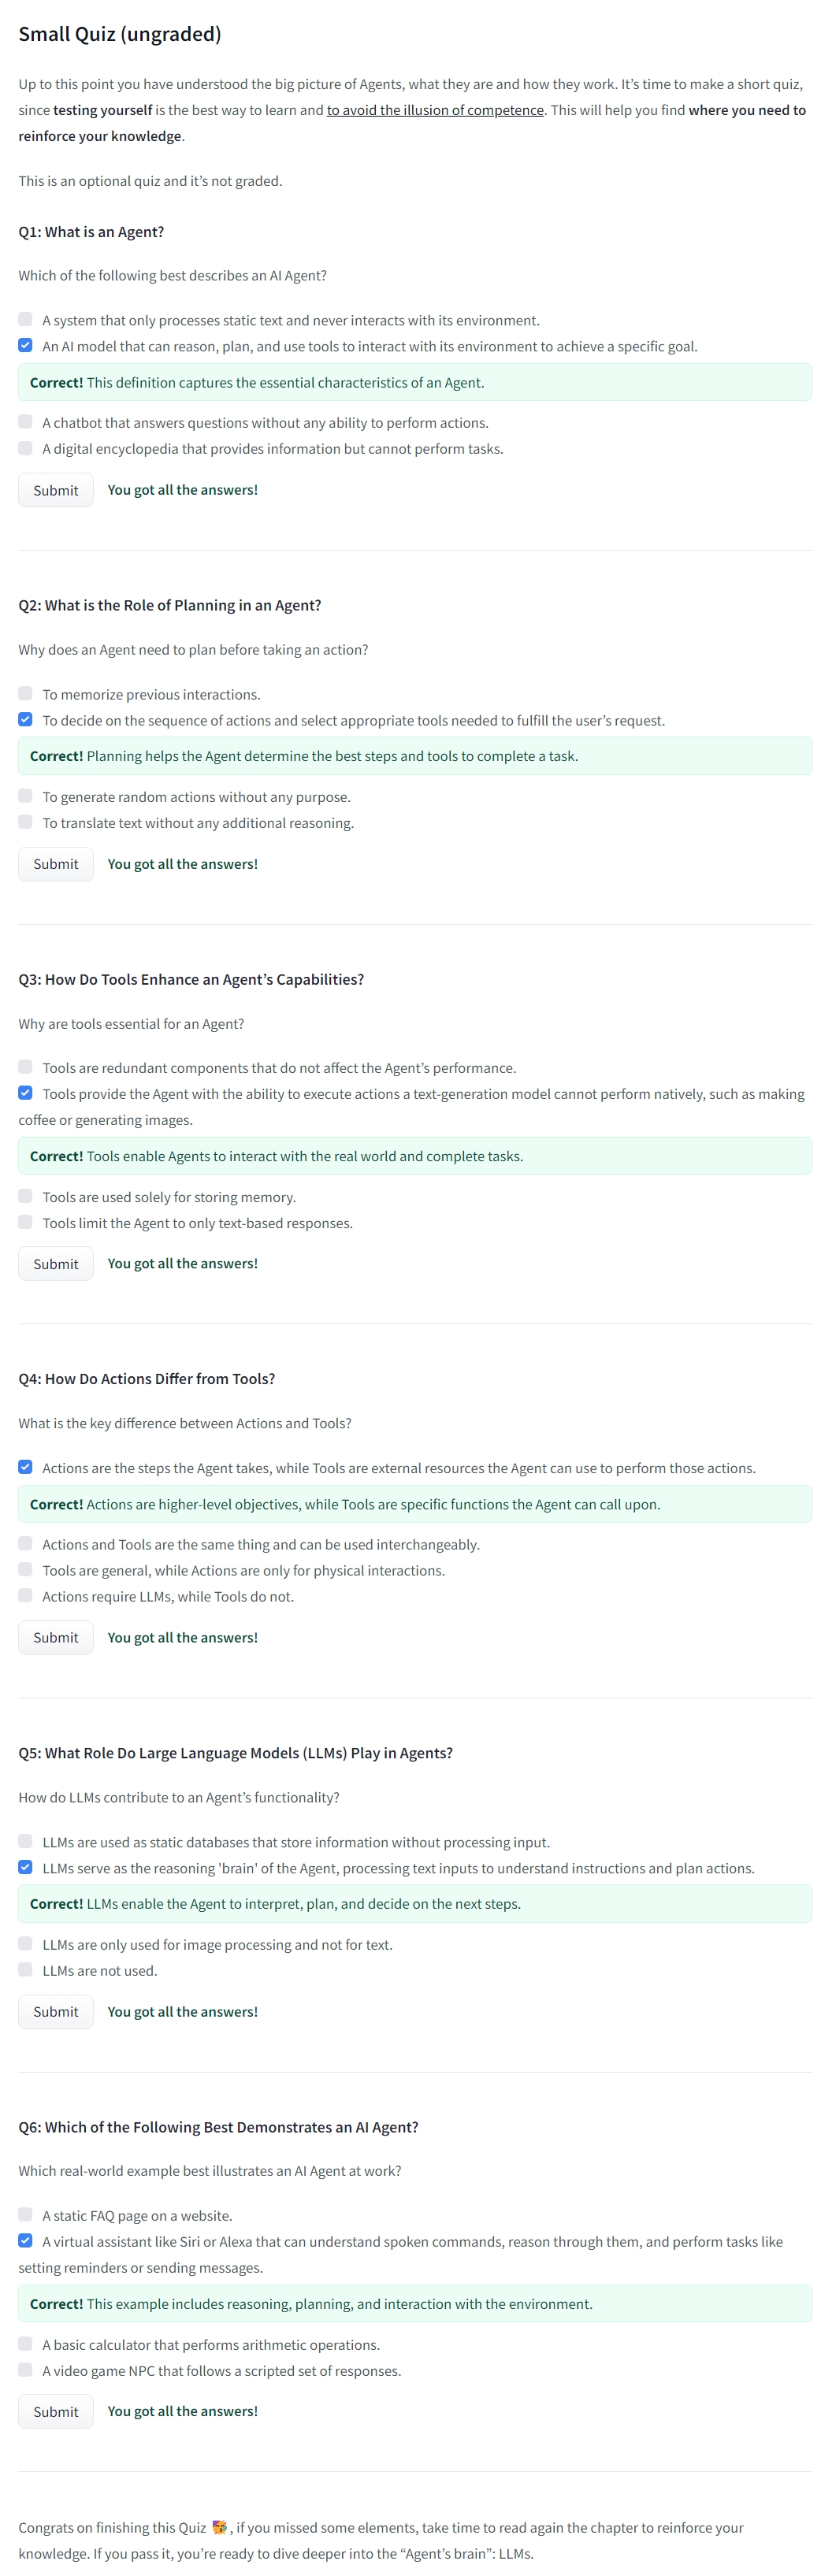 Small Quiz (ungraded)
Up to this point you have understood the big picture of Agents, what they are and how they work. It’s time to make a short quiz,
since testing yourself is the best way to learn and to avoid the illusion of competence. This will help you find where you need to
reinforce your knowledge.
This is an optional quiz and it’s not graded.
Q1: What is an Agent?
Which of the following best describes an AI Agent?
A system that only processes static text and never interacts with its environment.
An AI model that can reason, plan, and use tools to interact with its environment to achieve a specific goal.
Correct! This definition captures the essential characteristics of an Agent.
A chatbot that answers questions without any ability to perform actions.
A digital encyclopedia that provides information but cannot perform tasks.
Submit You got all the answers!
Q2: What is the Role of Planning in an Agent?
Why does an Agent need to plan before taking an action?
To memorize previous interactions.
To decide on the sequence of actions and select appropriate tools needed to fulfill the user’s request.
Correct! Planning helps the Agent determine the best steps and tools to complete a task.
To generate random actions without any purpose.
To translate text without any additional reasoning.
Submit You got all the answers!
Q3: How Do Tools Enhance an Agent’s Capabilities?
Why are tools essential for an Agent?
Tools are redundant components that do not affect the Agent’s performance.
Tools provide the Agent with the ability to execute actions a text-generation model cannot perform natively, such as making
coffee or generating images.
Correct! Tools enable Agents to interact with the real world and complete tasks.
Tools are used solely for storing memory.
Tools limit the Agent to only text-based responses.
Submit You got all the answers!
Q4: How Do Actions Differ from Tools?
What is the key difference between Actions and Tools?
Actions are the steps the Agent takes, while Tools are external resources the Agent can use to perform those actions.
Correct! Actions are higher-level objectives, while Tools are specific functions the Agent can call upon.
Actions and Tools are the same thing and can be used interchangeably.
Tools are general, while Actions are only for physical interactions.
Actions require LLMs, while Tools do not.
Submit You got all the answers!
Q5: What Role Do Large Language Models (LLMs) Play in Agents?
How do LLMs contribute to an Agent’s functionality?
LLMs are used as static databases that store information without processing input.
LLMs serve as the reasoning 'brain' of the Agent, processing text inputs to understand instructions and plan actions.
Correct! LLMs enable the Agent to interpret, plan, and decide on the next steps.
LLMs are only used for image processing and not for text.
LLMs are not used.
Submit You got all the answers!
Q6: Which of the Following Best Demonstrates an AI Agent?
Which real-world example best illustrates an AI Agent at work?
A static FAQ page on a website.
A virtual assistant like Siri or Alexa that can understand spoken commands, reason through them, and perform tasks like
setting reminders or sending messages.
Correct! This example includes reasoning, planning, and interaction with the environment.
A basic calculator that performs arithmetic operations.
A video game NPC that follows a scripted set of responses.
Submit You got all the answers!
Congrats on finishing this Quiz 🥳, if you missed some elements, take time to read again the chapter to reinforce your
knowledge. If you pass it, you’re ready to dive deeper into the “Agent’s brain”: LLMs.